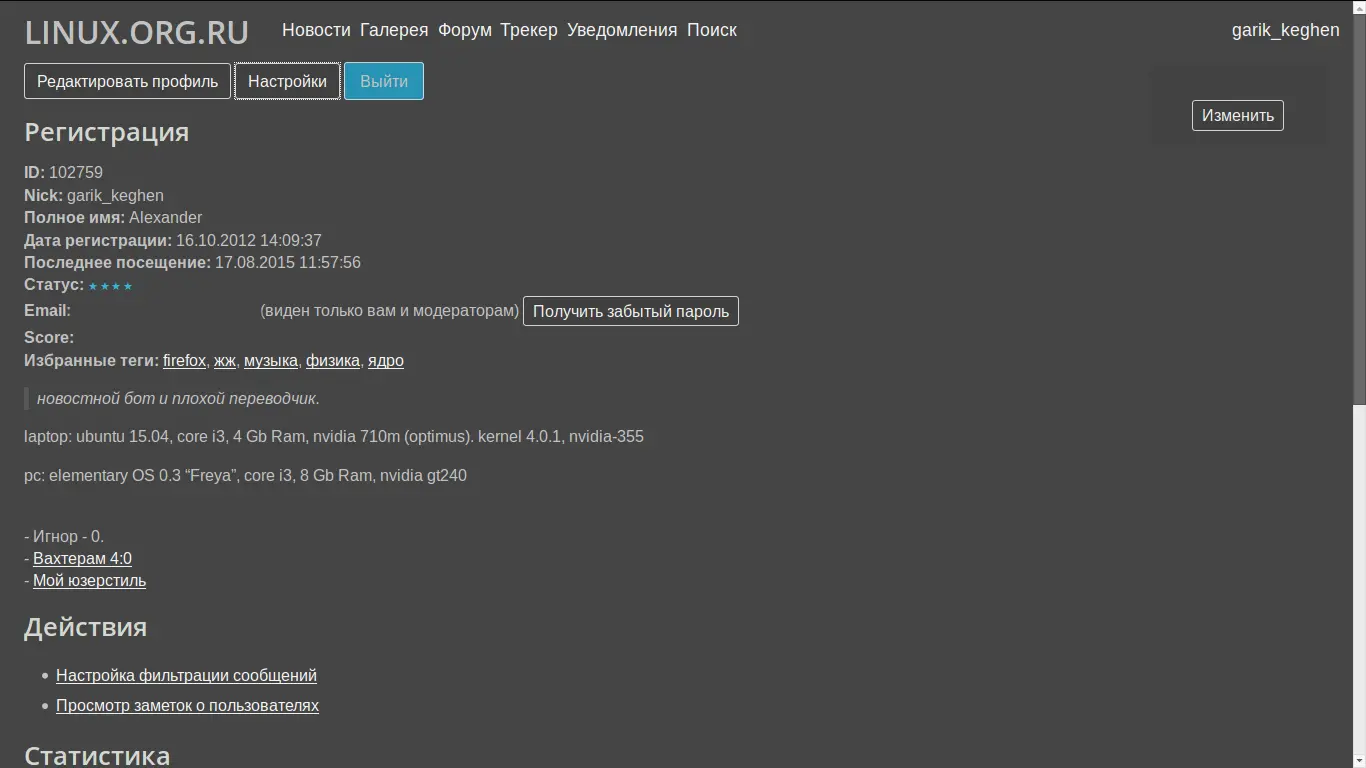 LINUX.ORG.RU Новости Галерея Форум Трекер Уведомления Поиск garik_keghen
Редактировать профиль Настройки Выйти
Изменить
Регистрация
ID: 102759
Nick: garik_keghen
Полное имя: Alexander
Дата регистрации: 16.10.2012 14:09:37
Последнее посещение: 17.08.2015 11:57:56
Статус: ★★★★
Email: (виден только вам и модераторам) Получить забытый пароль
Score:
Избранные теги: firefox, жж, музыка, физика, ядро
новостной бот и плохой переводчик.
laptop: ubuntu 15.04, core i3, 4 Gb Ram, nvidia 710m (optimus). kernel 4.0.1, nvidia-355
pc: elementary OS 0.3 “Freya”, core i3, 8 Gb Ram, nvidia gt240
- Игнор - 0.
- Вахтерам 4:0
- Мой юзерстиль
Действия
• Настройка фильтрации сообщений
• Просмотр заметок о пользователях
Статистика